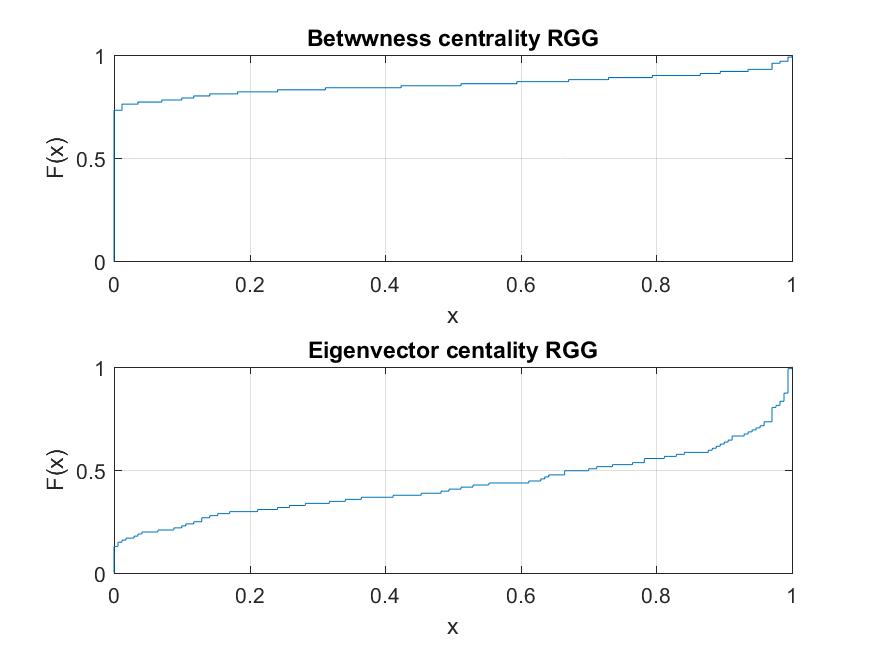 Betwwness centrality RGG
1
0.5
0
F(x)
0 0.2 0.4 0.6 0.8 1
x
Eigenvector centality RGG
1
0.5
0
F(x)
0 0.2 0.4 0.6 0.8 1
x